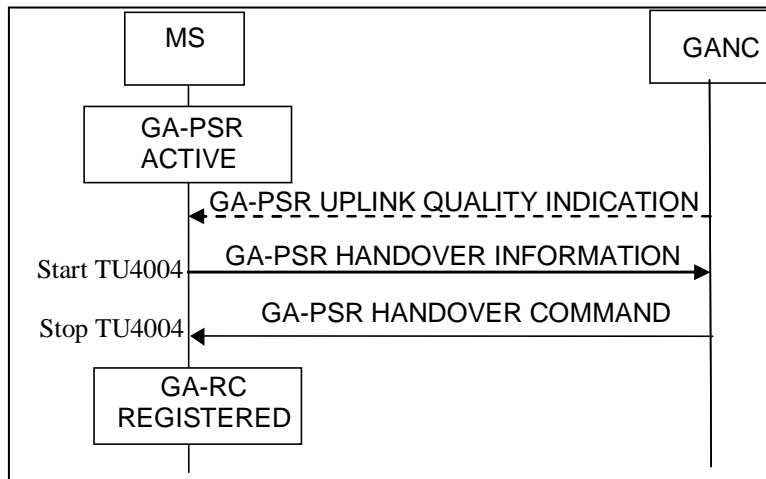 MS
GANC
GA-PSR
ACTIVE
GA-PSR UPLINK QUALITY INDICATION
Start TU4004
GA-PSR HANDOVER INFORMATION
GA-PSR HANDOVER COMMAND
Stop TU4004
GA-RC
REGISTERED